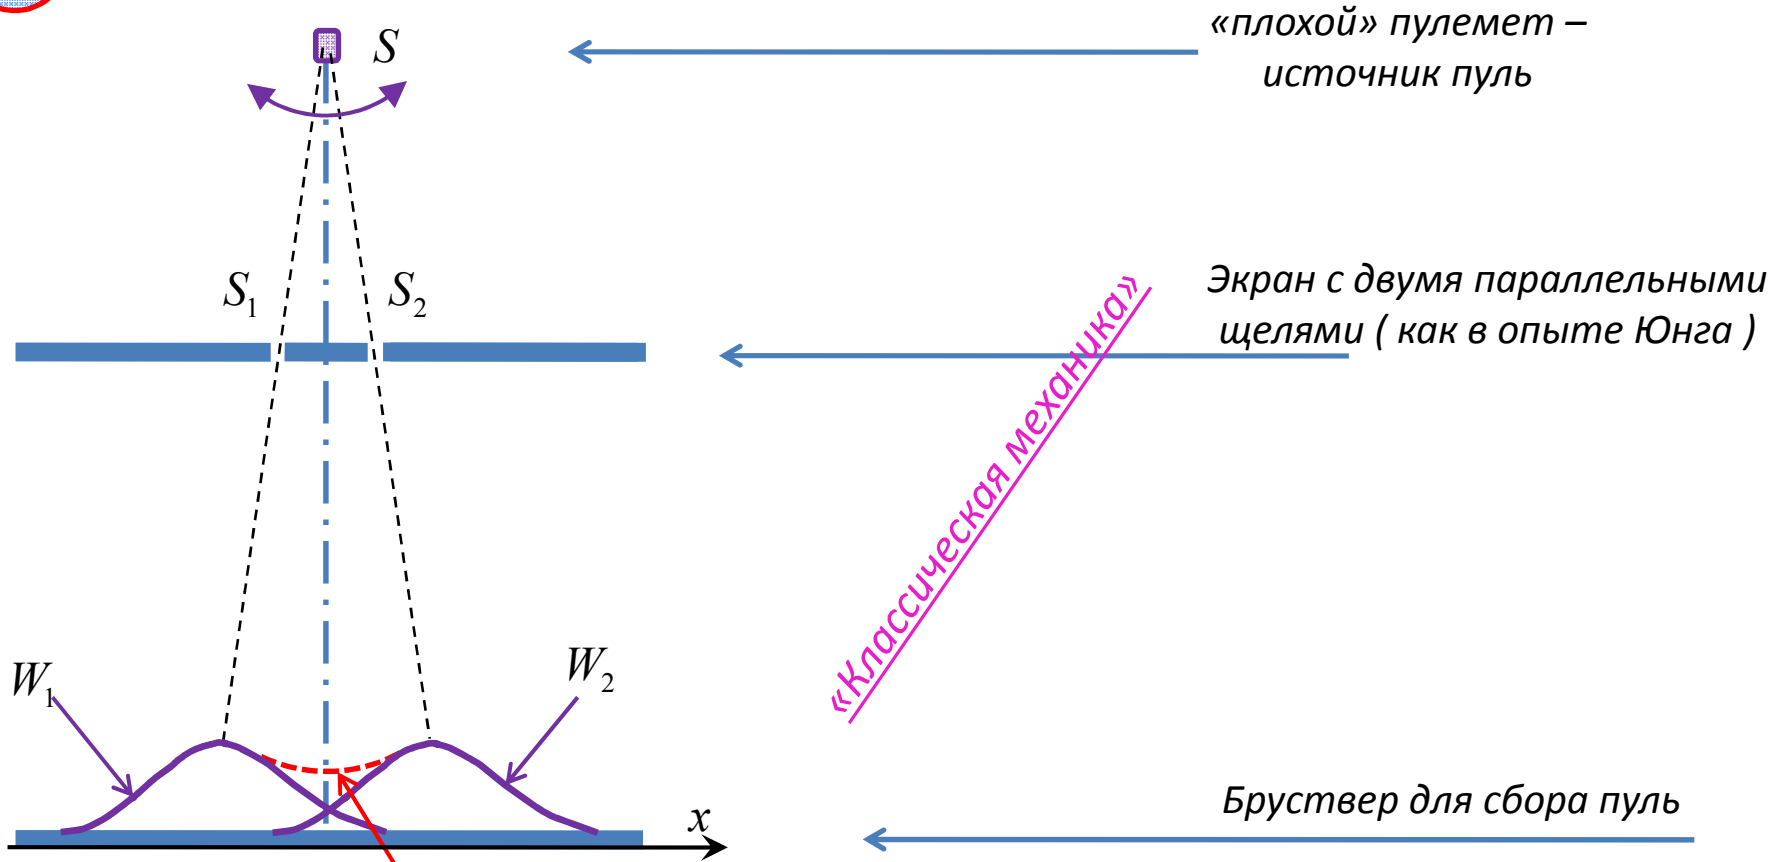 «плохой» пулемет –
источник пуль
S
S₁
S₂
Экран с двумя параллельными
щелями ( как в опыте Юнга )
«Классическая механика»
W₁
W₂
Бруствер для сбора пуль
x